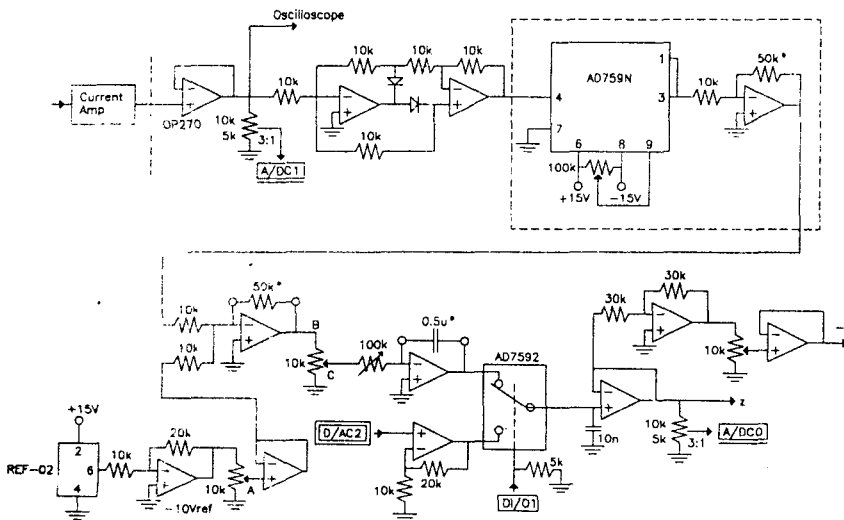 Oscilloscope
Current
Amp
OP270
10k
5k
3:1
A/DC1
10k
10k
10k
10k
10k
AD759N
4
7
1
3
6
8
9
100k
+15V
-15V
10k
50k*
10k
10k
50k*
B
10k
C
100k
0.5u*
AD7592
D/AC2
10k
20k
5k
DI/O1
10n
30k
30k
10k
-
z
10k
5k
3:1
A/DC0
+15V
REF-02
2
6
4
10k
20k
-10Vref
10k
A